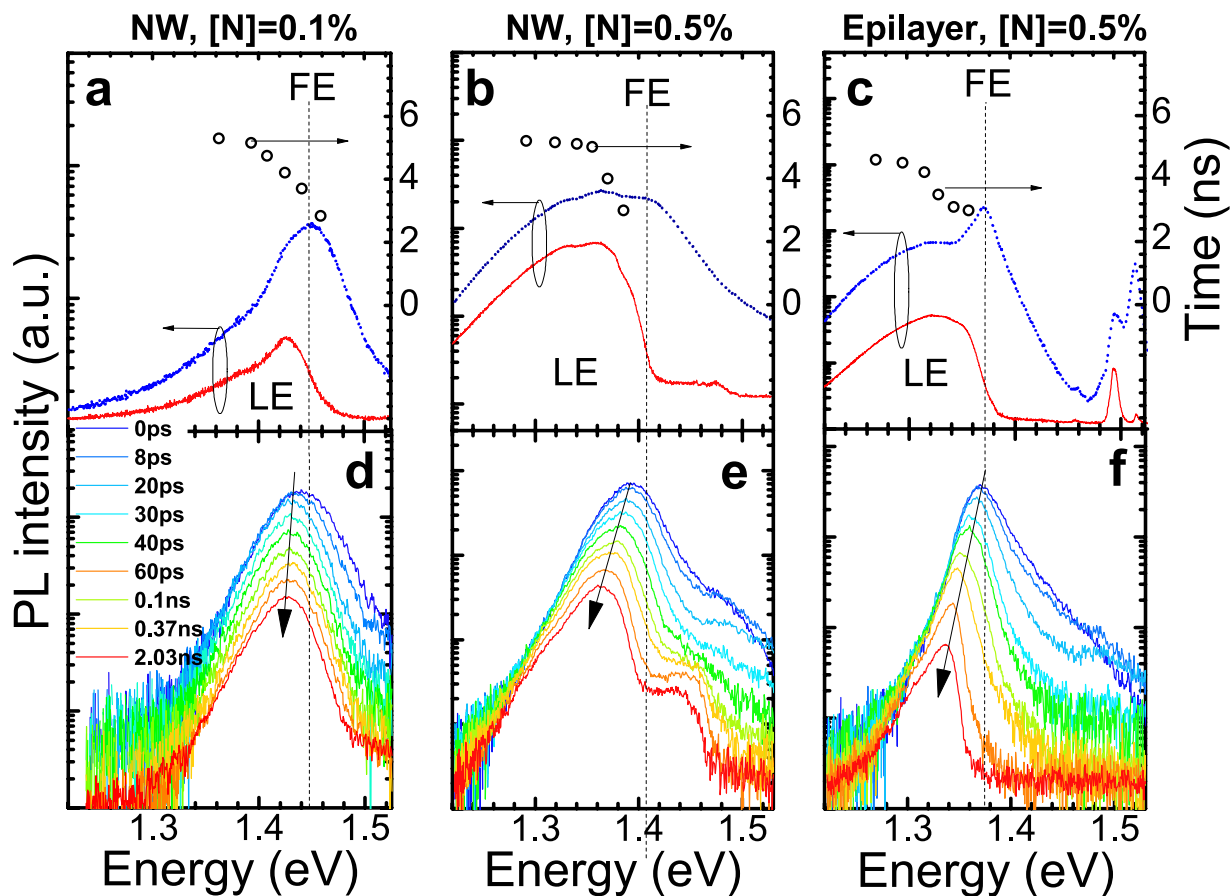 NW, [N]=0.1%
NW, [N]=0.5%
Epilayer, [N]=0.5%
a
FE
6
4
2
0
LE
b
FE
6
4
2
0
LE
c
FE
6
4
2
0
LE
Time (ns)
PL intensity (a.u.)
0ps
8ps
20ps
30ps
40ps
60ps
0.1ns
0.37ns
2.03ns
d
e
f
1.3 1.4 1.5
1.3 1.4 1.5
1.3 1.4 1.5
Energy (eV)
Energy (eV)
Energy (eV)